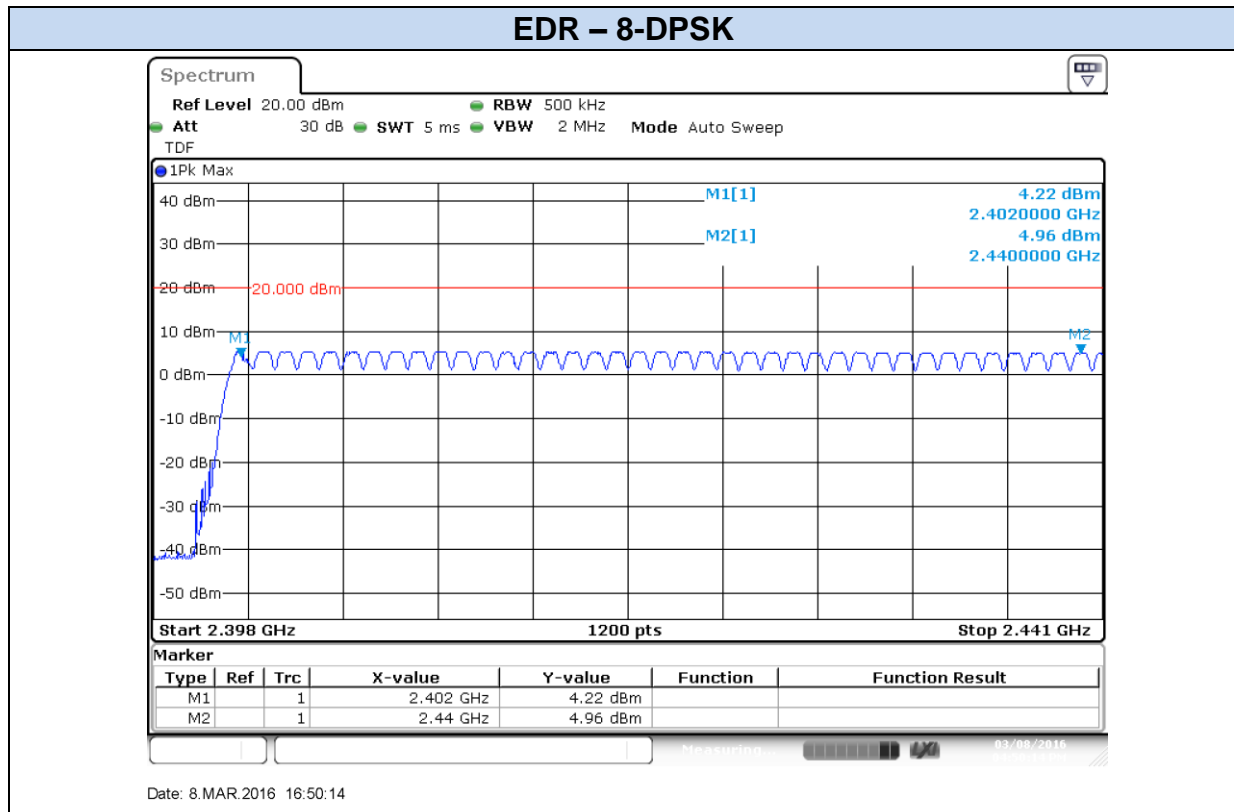 EDR – 8-DPSK
Spectrum
Ref Level 20.00 dBm RBW 500 kHz
Att 30 dB SWT 5 ms VBW 2 MHz Mode Auto Sweep
TDF
1Pk Max
M1[1] 4.22 dBm
2.4020000 GHz
M2[1] 4.96 dBm
2.4400000 GHz
40 dBm
30 dBm
20 dBm
20.000 dBm
10 dBm
M1
M2
0 dBm
-10 dBm
-20 dBm
-30 dBm
-40 dBm
-50 dBm
Start 2.398 GHz 1200 pts Stop 2.441 GHz
Marker
Type Ref Trc X-value Y-value Function Function Result
M1 1 2.402 GHz 4.22 dBm
M2 1 2.44 GHz 4.96 dBm
Measuring... LXI 03/08/2016
Date: 8.MAR.2016 16:50:14